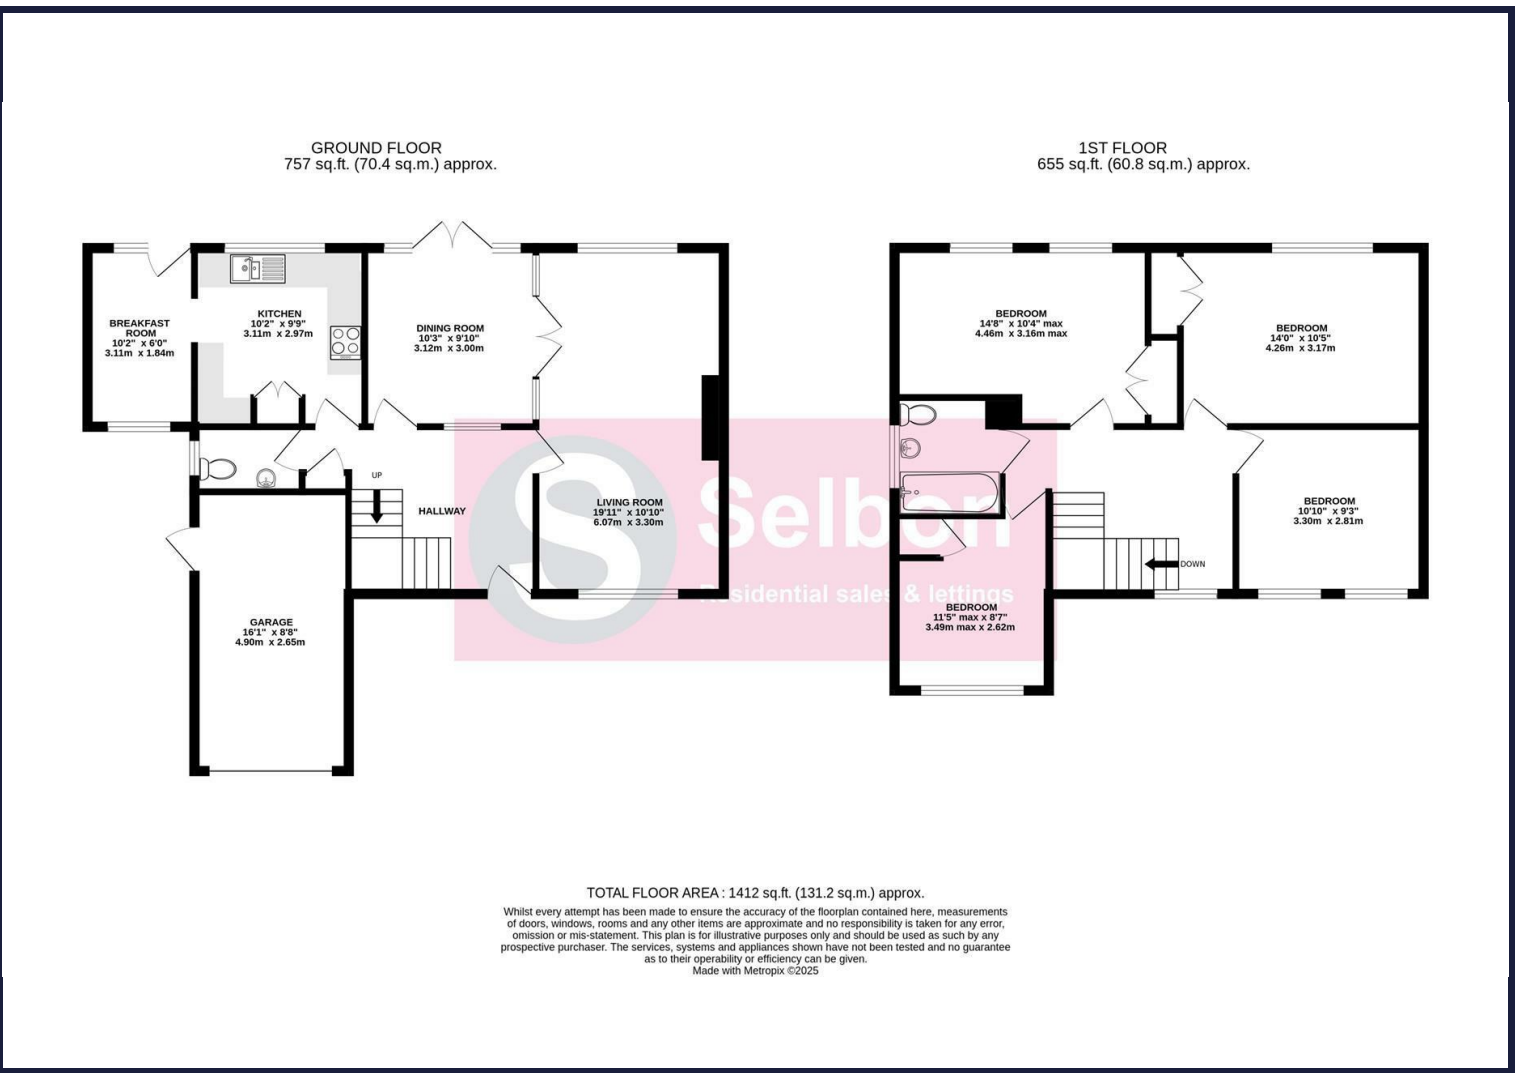 GROUND FLOOR
757 sq.ft. (70.4 sq.m.) approx.
1ST FLOOR
655 sq.ft. (60.8 sq.m.) approx.
BREAKFAST
ROOM
10'2" x 6'0"
3.11m x 1.84m
KITCHEN
10'2" x 9'9"
3.11m x 2.97m
DINING ROOM
10'3" x 9'10"
3.12m x 3.00m
UP
HALLWAY
LIVING ROOM
19'11" x 10'10"
6.07m x 3.30m
GARAGE
16'1" x 8'8"
4.90m x 2.65m
BEDROOM
14'8" x 10'4" max
4.46m x 3.16m max
BEDROOM
14'0" x 10'5"
4.26m x 3.17m
BEDROOM
10'10" x 9'3"
3.30m x 2.81m
DOWN
BEDROOM
11'5" max x 8'7"
3.49m max x 2.62m
S Selbon
Residential sales & lettings
TOTAL FLOOR AREA : 1412 sq.ft. (131.2 sq.m.) approx.
Whilst every attempt has been made to ensure the accuracy of the floorplan contained here, measurements
of doors, windows, rooms and any other items are approximate and no responsibility is taken for any error,
omission or mis-statement. This plan is for illustrative purposes only and should be used as such by any
prospective purchaser. The services, systems and appliances shown have not been tested and no guarantee
as to their operability or efficiency can be given.
Made with Metropix ©2025